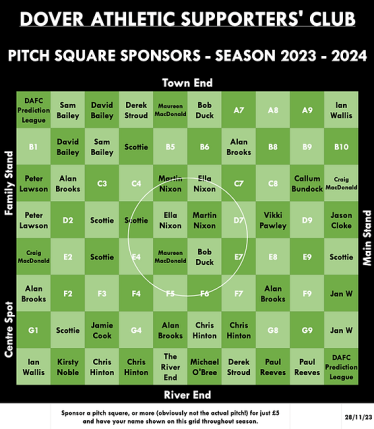 DOVER ATHLETIC SUPPORTERS' CLUB
PITCH SQUARE SPONSORS - SEASON 2023 - 2024
Town End
Family Stand
Centre Spot
Main Stand
DAFC Prediction League Sam Bailey David Bailey Derek Stroud Maureen MacDonald Bob Duck A7 A8 A9 Ian Wallis
B1 David Bailey Sam Bailey Scottie B5 B6 Alan Brooks B8 B9 B10
Peter Lawson Alan Brooks C3 C4 Martin Nixon Ella Nixon C7 C8 Callum Bundock Craig MacDonald
Peter Lawson D2 Scottie Scottie Ella Nixon Martin Nixon D7 Vikki Pawley D9 Jason Cloke
Craig MacDonald E2 Scottie E4 Maureen MacDonald Bob Duck E7 E8 E9 Scottie
Alan Brooks F2 F3 F4 F5 F6 F7 Alan Brooks F9 Jan W
G1 Scottie Jamie Cook G4 Alan Brooks Chris Hinton Chris Hinton G8 G9 Jan W
Ian Wallis Kirsty Noble Chris Hinton Chris Hinton The River End Michael O'Bree Derek Stroud Paul Reeves Paul Reeves DAFC Prediction League
River End
Sponsor a pitch square, or more (obviously not the actual pitch!) for just £5
and have your name shown on this grid throughout the season.
28/11/23